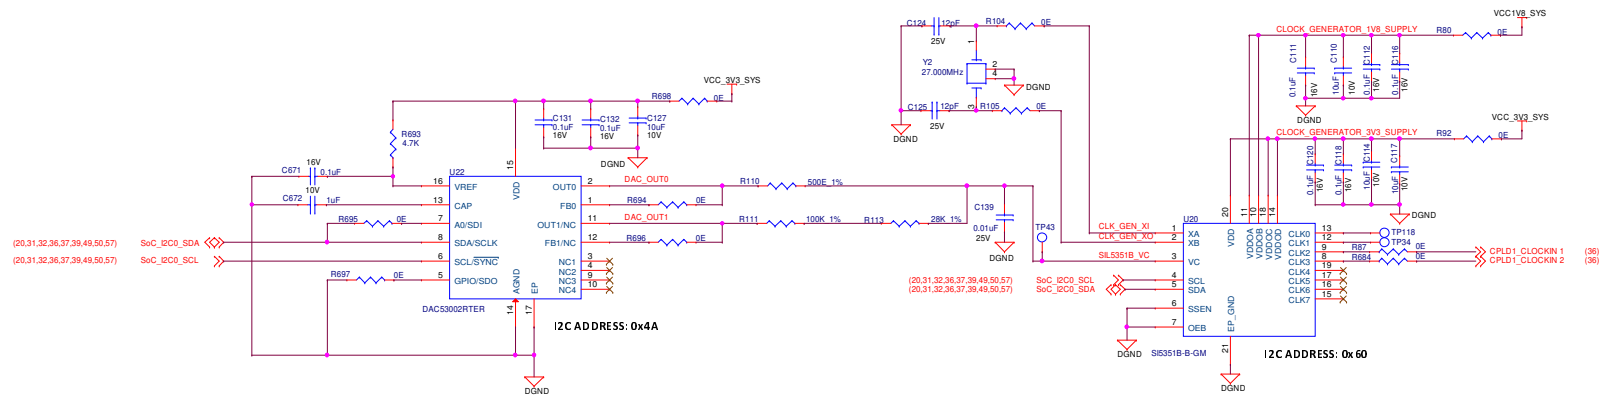 VCC_3V3_SYS
R698
0E
R693
4.7K
C131
0.1uF
16V
C132
0.1uF
16V
C127
10uF
10V
DGND
C671
16V
0.1uF
10V
C672
1uF
R695
0E
(20,31,32,36,37,39,49,50,57)
SoC_I2C0_SDA
(20,31,32,36,37,39,49,50,57)
SoC_I2C0_SCL
R697
0E
U22
15
VDD
16
VREF
13
CAP
7
A0/SDI
8
SDA/SCLK
6
SCL/SYNC
5
GPIO/SDO
OUT0
2
FB0
1
OUT1/NC
11
FB1/NC
12
NC1
3
NC2
4
NC3
9
NC4
10
AGND
14
EP
17
DAC53002RTER
I2C ADDRESS: 0x4A
DGND
DAC_OUT0
R694
0E
DAC_OUT1
R696
0E
R110
500E_1%
R111
100K_1%
R113
28K_1%
C139
0.01uF
25V
DGND
TP43
C124
12pF
25V
R104
0E
Y2
27.000MHz
1
2
4
3
DGND
C125
12pF
25V
R105
0E
DGND
CLK_GEN_XI
CLK_GEN_XO
SIL5351B_VC
(20,31,32,36,37,39,49,50,57)
SoC_I2C0_SCL
(20,31,32,36,37,39,49,50,57)
SoC_I2C0_SDA
DGND
VCC1V8_SYS
CLOCK_GENERATOR_1V8_SUPPLY
R80
0E
C111
0.1uF
16V
C110
10uF
10V
C112
0.1uF
16V
C116
0.1uF
16V
DGND
VCC_3V3_SYS
CLOCK_GENERATOR_3V3_SUPPLY
R92
0E
C120
0.1uF
16V
C118
0.1uF
16V
C114
10uF
10V
C117
10uF
10V
DGND
U20
20
11
10
18
14
VDD
VDDOA
VDDOB
VDDOC
VDDOD
1
XA
2
XB
3
VC
4
SCL
5
SDA
6
SSEN
7
OEB
CLK0
13
CLK1
12
CLK2
9
CLK3
8
CLK4
19
CLK5
17
CLK6
16
CLK7
15
EP_GND
21
SI5351B-B-GM
I2C ADDRESS: 0x60
DGND
TP118
TP34
R87
0E
R684
0E
CPLD1_CLOCKIN 1
(36)
CPLD1_CLOCKIN 2
(36)